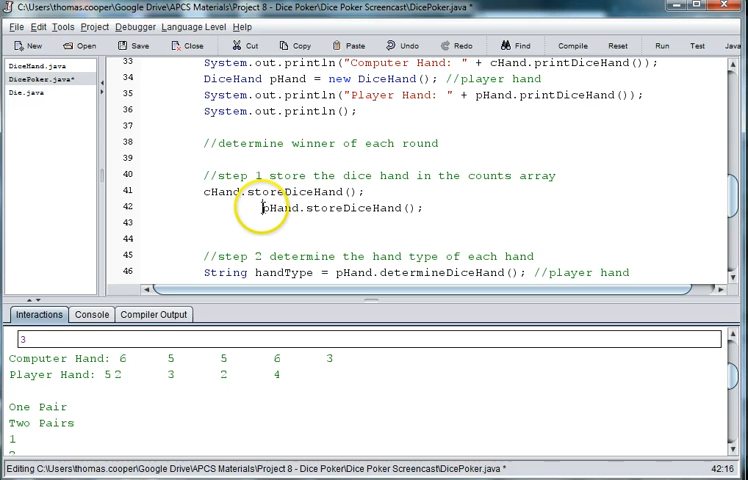 C:\Users\thomas.cooper\Google Drive\APCS Materials\Project 8 - Dice Poker\Dice Poker Screencast\DicePoker.java *
File Edit Tools Project Debugger Language Level Help
New Open Save Close Cut Copy Paste Undo Redo Find Compile Reset Run Test Java
DiceHand.java
DicePoker.java*
Die.java
33 System.out.println("Computer Hand: " + cHand.printDiceHand());
34 DiceHand pHand = new DiceHand(); //player hand
35 System.out.println("Player Hand: " + pHand.printDiceHand());
36 System.out.println();
37
38 //determine winner of each round
39
40 //step 1 store the dice hand in the counts array
41 cHand.storeDiceHand();
42 pHand.storeDiceHand();
43
44
45 //step 2 determine the hand type of each hand
46 String handType = pHand.determineDiceHand(); //player hand
Interactions Console Compiler Output
3
Computer Hand: 6 5 5 6 3
Player Hand: 5 2 3 2 4
One Pair
Two Pairs
1
Editing C:\Users\thomas.cooper\Google Drive\APCS Materials\Project 8 - Dice Poker\Dice Poker Screencast\DicePoker.java * 42:16